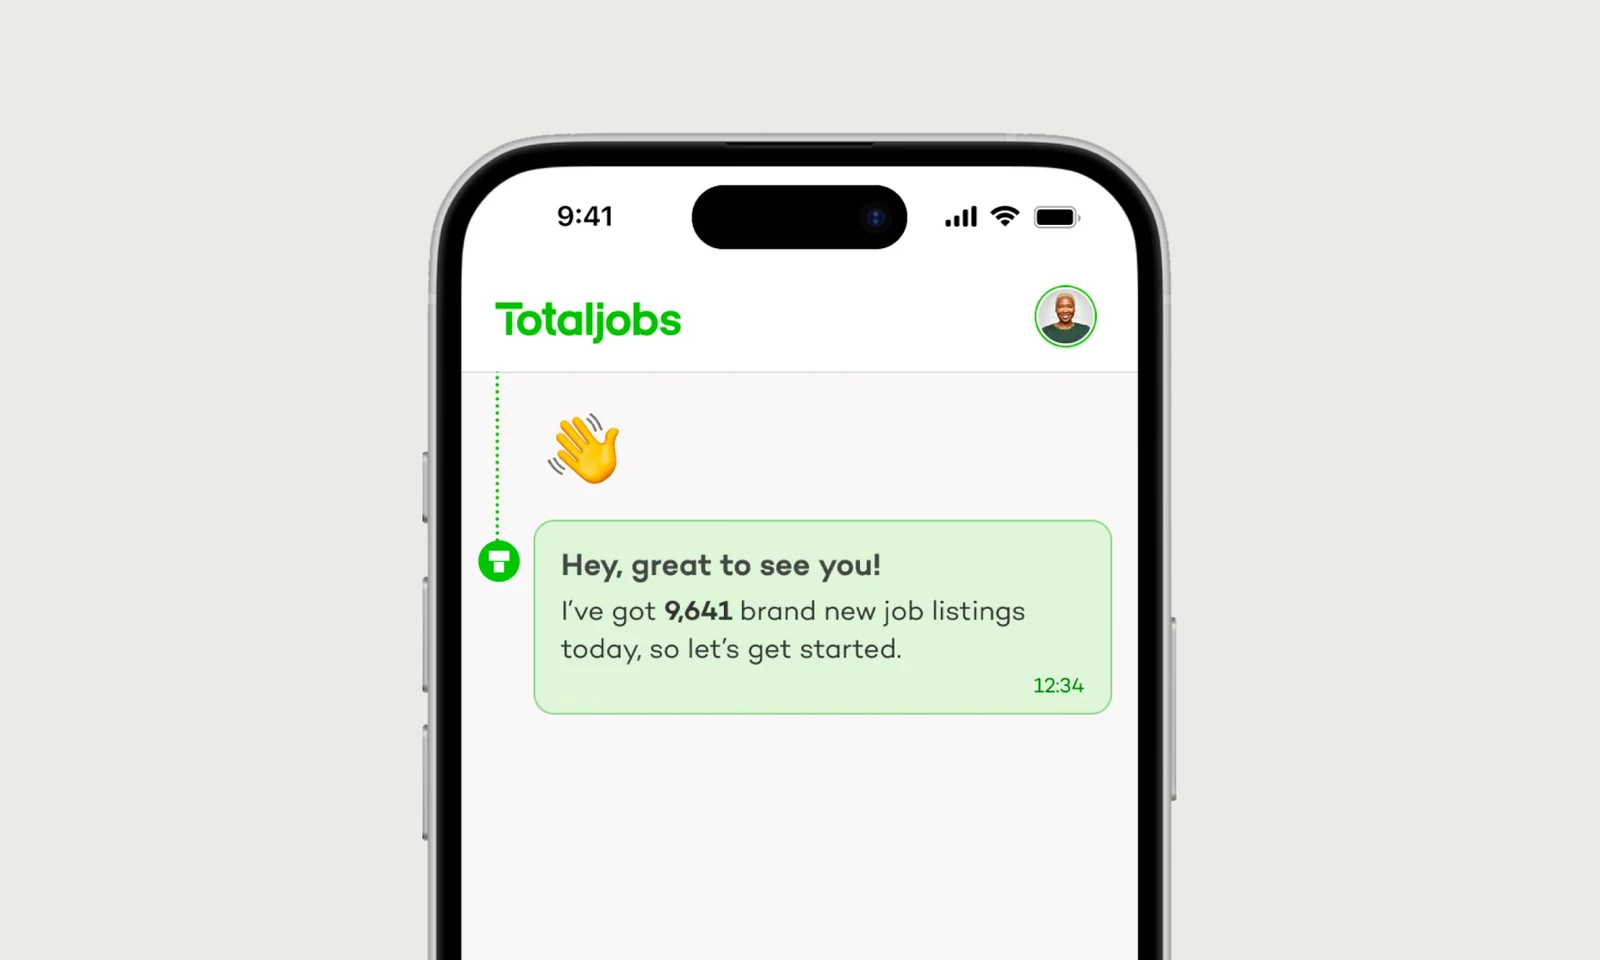 9:41
Totaljobs
Hey, great to see you!
I’ve got 9,641 brand new job listings
today, so let’s get started.
12:34